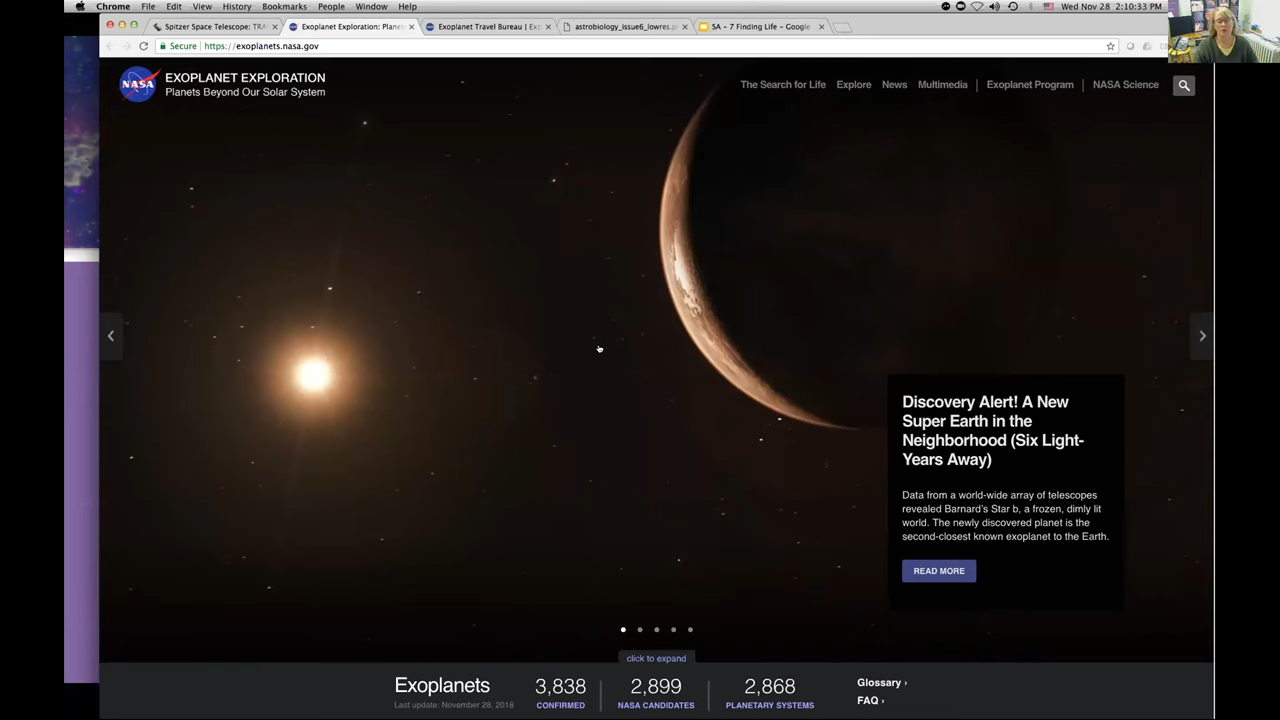 Chrome File Edit View History Bookmarks People Window Help Wed Nov 28 2:10:33 PM
Spitzer Space Telescope: TRA Exoplanet Exploration: Plane Exoplanet Travel Bureau | Exp astrobiology_issue6_lowres.p SA – 7 Finding Life – Google
Secure https://exoplanets.nasa.gov
NASA
EXOPLANET EXPLORATION
Planets Beyond Our Solar System
The Search for Life Explore News Multimedia Exoplanet Program NASA Science
Discovery Alert! A New
Super Earth in the
Neighborhood (Six Light-
Years Away)
Data from a world-wide array of telescopes
revealed Barnard's Star b, a frozen, dimly lit
world. The newly discovered planet is the
second-closest known exoplanet to the Earth.
READ MORE
click to expand
Exoplanets
Last update: November 28, 2018
3,838
CONFIRMED
2,899
NASA CANDIDATES
2,868
PLANETARY SYSTEMS
Glossary ›
FAQ ›